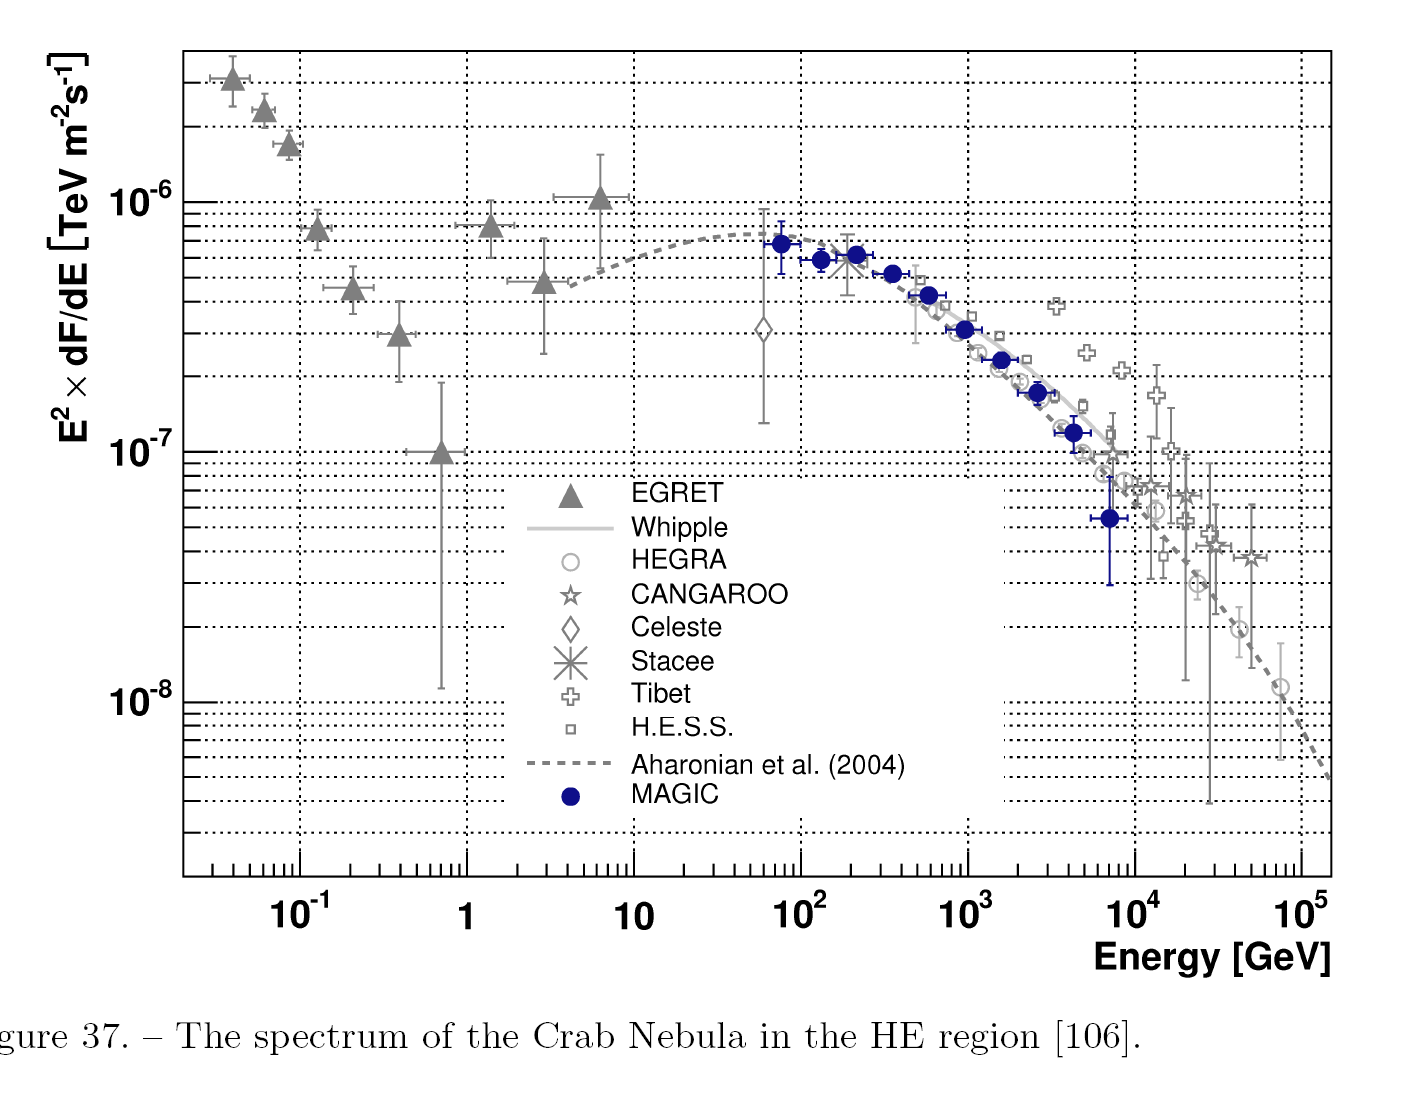 E² × dF/dE [TeV m⁻²s⁻¹]
10⁻⁶
10⁻⁷
10⁻⁸
EGRET
Whipple
HEGRA
CANGAROO
Celeste
Stacee
Tibet
H.E.S.S.
Aharonian et al. (2004)
MAGIC
10⁻¹ 1 10 10² 10³ 10⁴ 10⁵
Energy [GeV]
gure 37. – The spectrum of the Crab Nebula in the HE region [106].